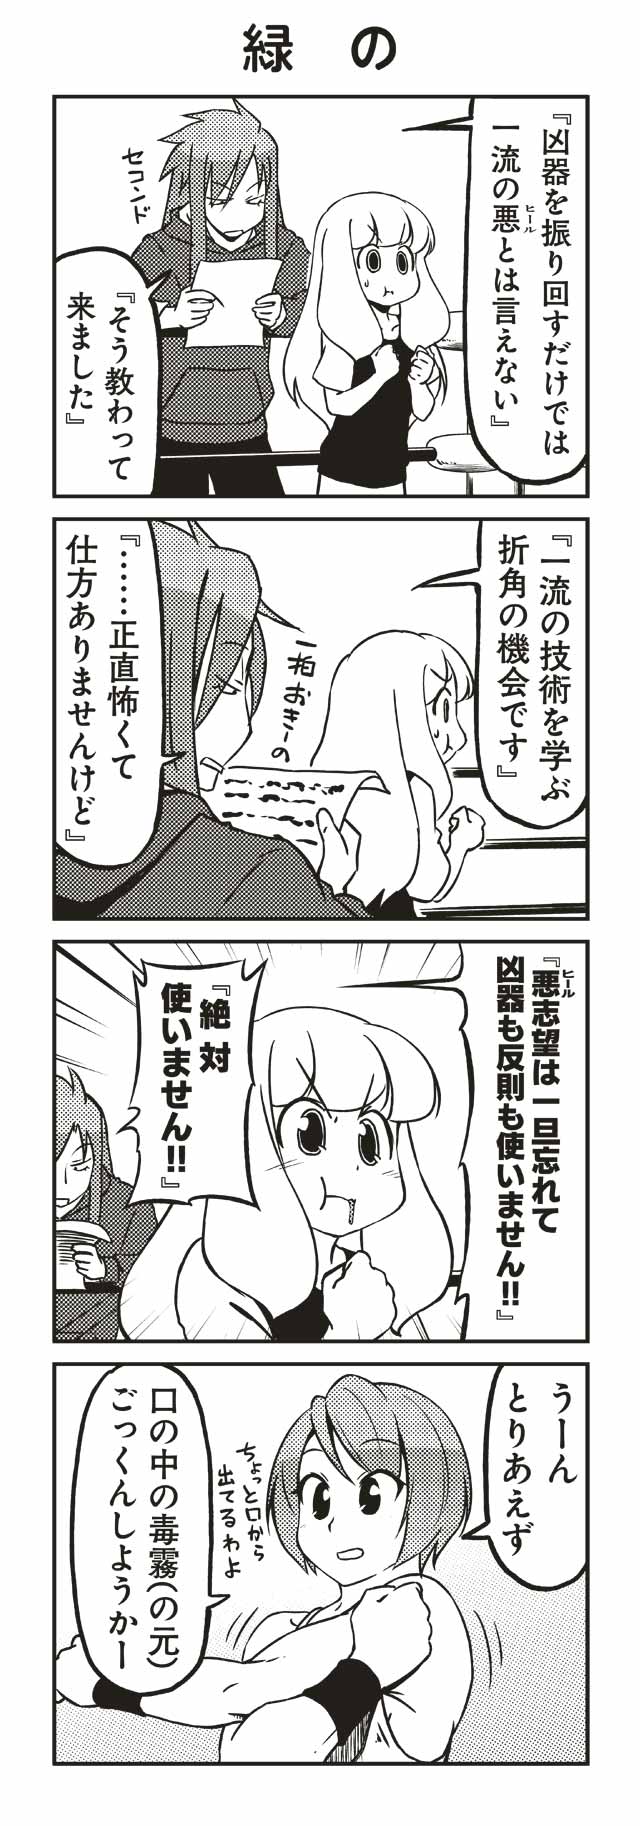 緑の
『凶器を振り回すだけでは
一流の悪とは言えない』
ヒール
セコンド
『そう教わって
来ました』
『一流の技術を学ぶ
折角の機会です』
一拍おきーの
『……正直怖くて
仕方ありませんけど』
『悪志望は一旦忘れて
ヒール
凶器も反則も使いません!!』
『絶対
使いません!!』
うーん
とりあえず
ちょっと口から
出てるわよ
口の中の毒霧(の元)
ごっくんしようかー